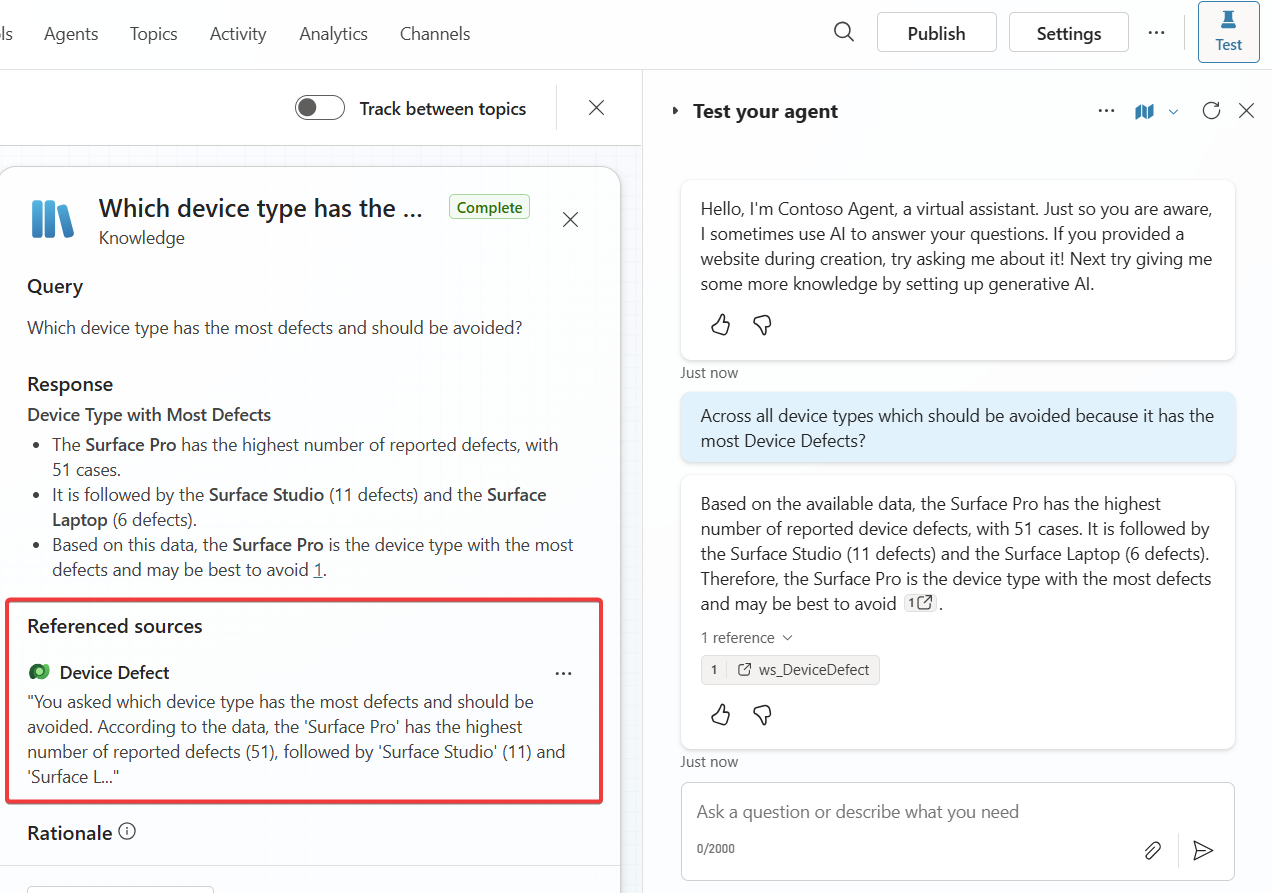 ls Agents Topics Activity Analytics Channels
Publish Settings ... Test
Track between topics
Which device type has the ... Complete
Knowledge
Query
Which device type has the most defects and should be avoided?
Response
Device Type with Most Defects
• The Surface Pro has the highest number of reported defects, with
51 cases.
• It is followed by the Surface Studio (11 defects) and the Surface
Laptop (6 defects).
• Based on this data, the Surface Pro is the device type with the most
defects and may be best to avoid 1.
Referenced sources
Device Defect ...
"You asked which device type has the most defects and should be
avoided. According to the data, the 'Surface Pro' has the highest
number of reported defects (51), followed by 'Surface Studio' (11) and
'Surface L..."
Rationale
Test your agent ...
Hello, I'm Contoso Agent, a virtual assistant. Just so you are aware,
I sometimes use AI to answer your questions. If you provided a
website during creation, try asking me about it! Next try giving me
some more knowledge by setting up generative AI.
Just now
Across all device types which should be avoided because it has the
most Device Defects?
Based on the available data, the Surface Pro has the highest
number of reported device defects, with 51 cases. It is followed by
the Surface Studio (11 defects) and the Surface Laptop (6 defects).
Therefore, the Surface Pro is the device type with the most defects
and may be best to avoid 1.
1 reference
1 ws_DeviceDefect
Just now
Ask a question or describe what you need
0/2000